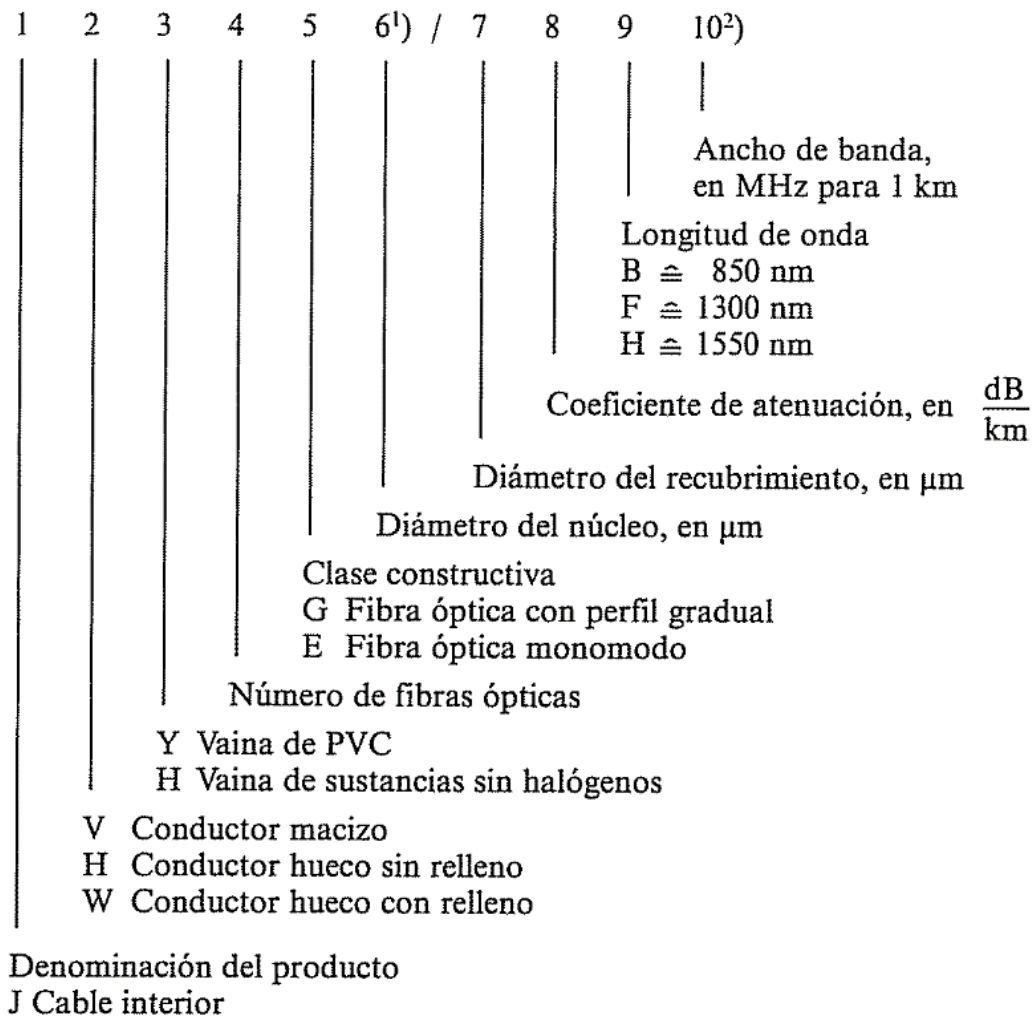 1 2 3 4 5 6¹) / 7 8 9 10²)
Ancho de banda,
en MHz para 1 km
Longitud de onda
B ≙ 850 nm
F ≙ 1300 nm
H ≙ 1550 nm
Coeficiente de atenuación, en dB/km
Diámetro del recubrimiento, en µm
Diámetro del núcleo, en µm
Clase constructiva
G Fibra óptica con perfil gradual
E Fibra óptica monomodo
Número de fibras ópticas
Y Vaina de PVC
H Vaina de sustancias sin halógenos
V Conductor macizo
H Conductor hueco sin relleno
W Conductor hueco con relleno
Denominación del producto
J Cable interior